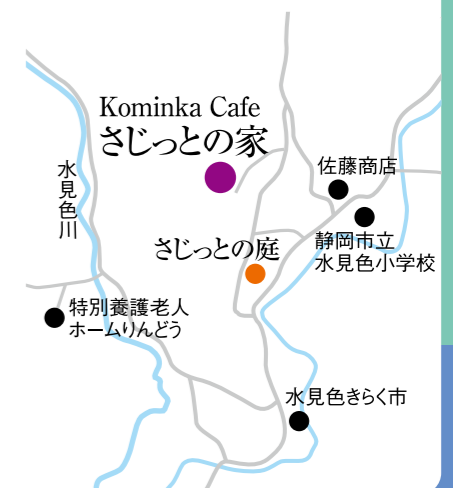 Kominka Cafe
さじっとの家
水見色川
佐藤商店
静岡市立
水見色小学校
さじっとの庭
特別養護老人
ホームりんどう
水見色きらく市